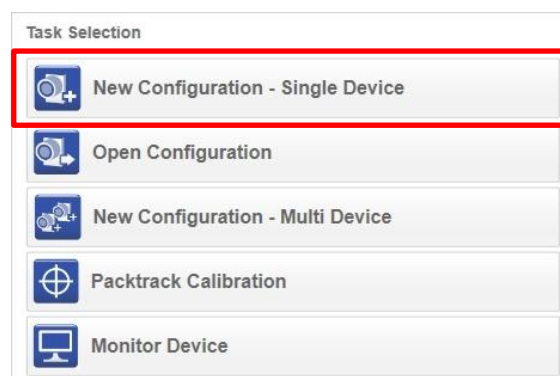 Task Selection
New Configuration - Single Device
Open Configuration
New Configuration - Multi Device
Packtrack Calibration
Monitor Device